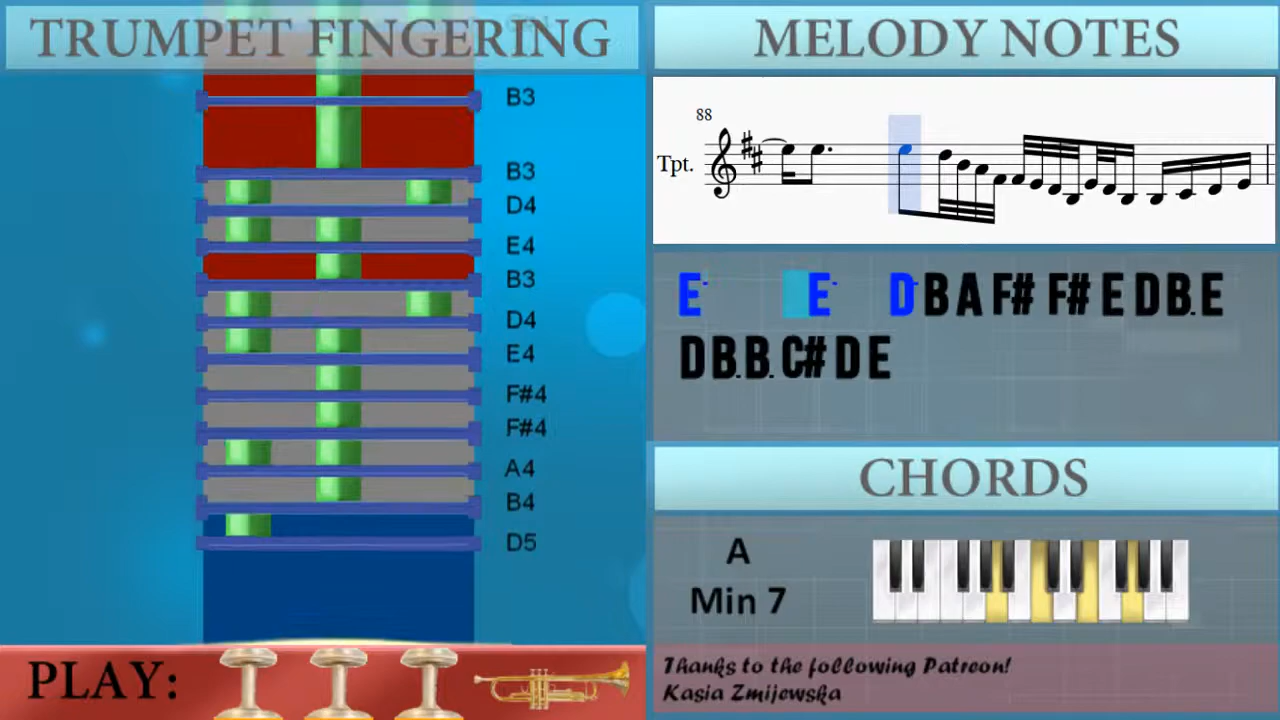 TRUMPET FINGERING
B3
B3
D4
E4
B3
D4
E4
F#4
F#4
A4
B4
D5
PLAY:
MELODY NOTES
88
Tpt.
E- E- D- B A F# F# E D B. E
D B. B. C# D E
CHORDS
A
Min 7
Thanks to the following Patreon!
Kasia Zmijewska